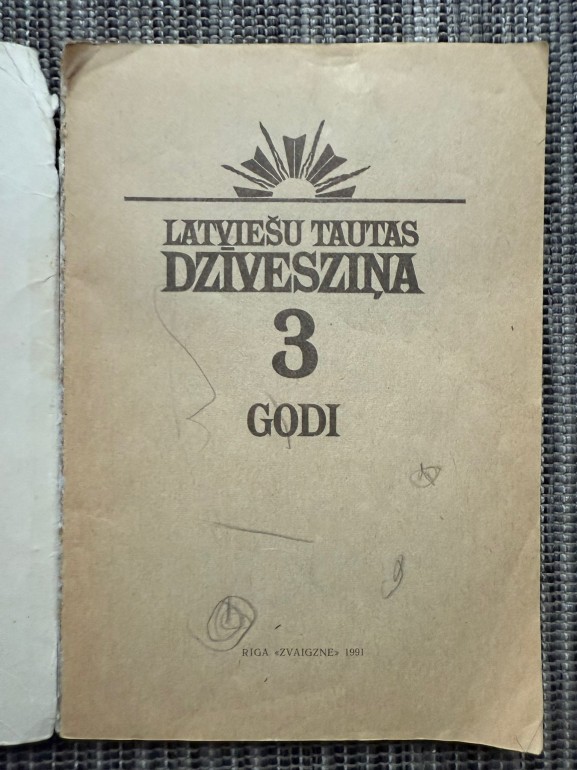 LATVIEŠU TAUTAS
DZĪVESZIŅA
3
GODI
RĪGA «ZVAIGZNE» 1991